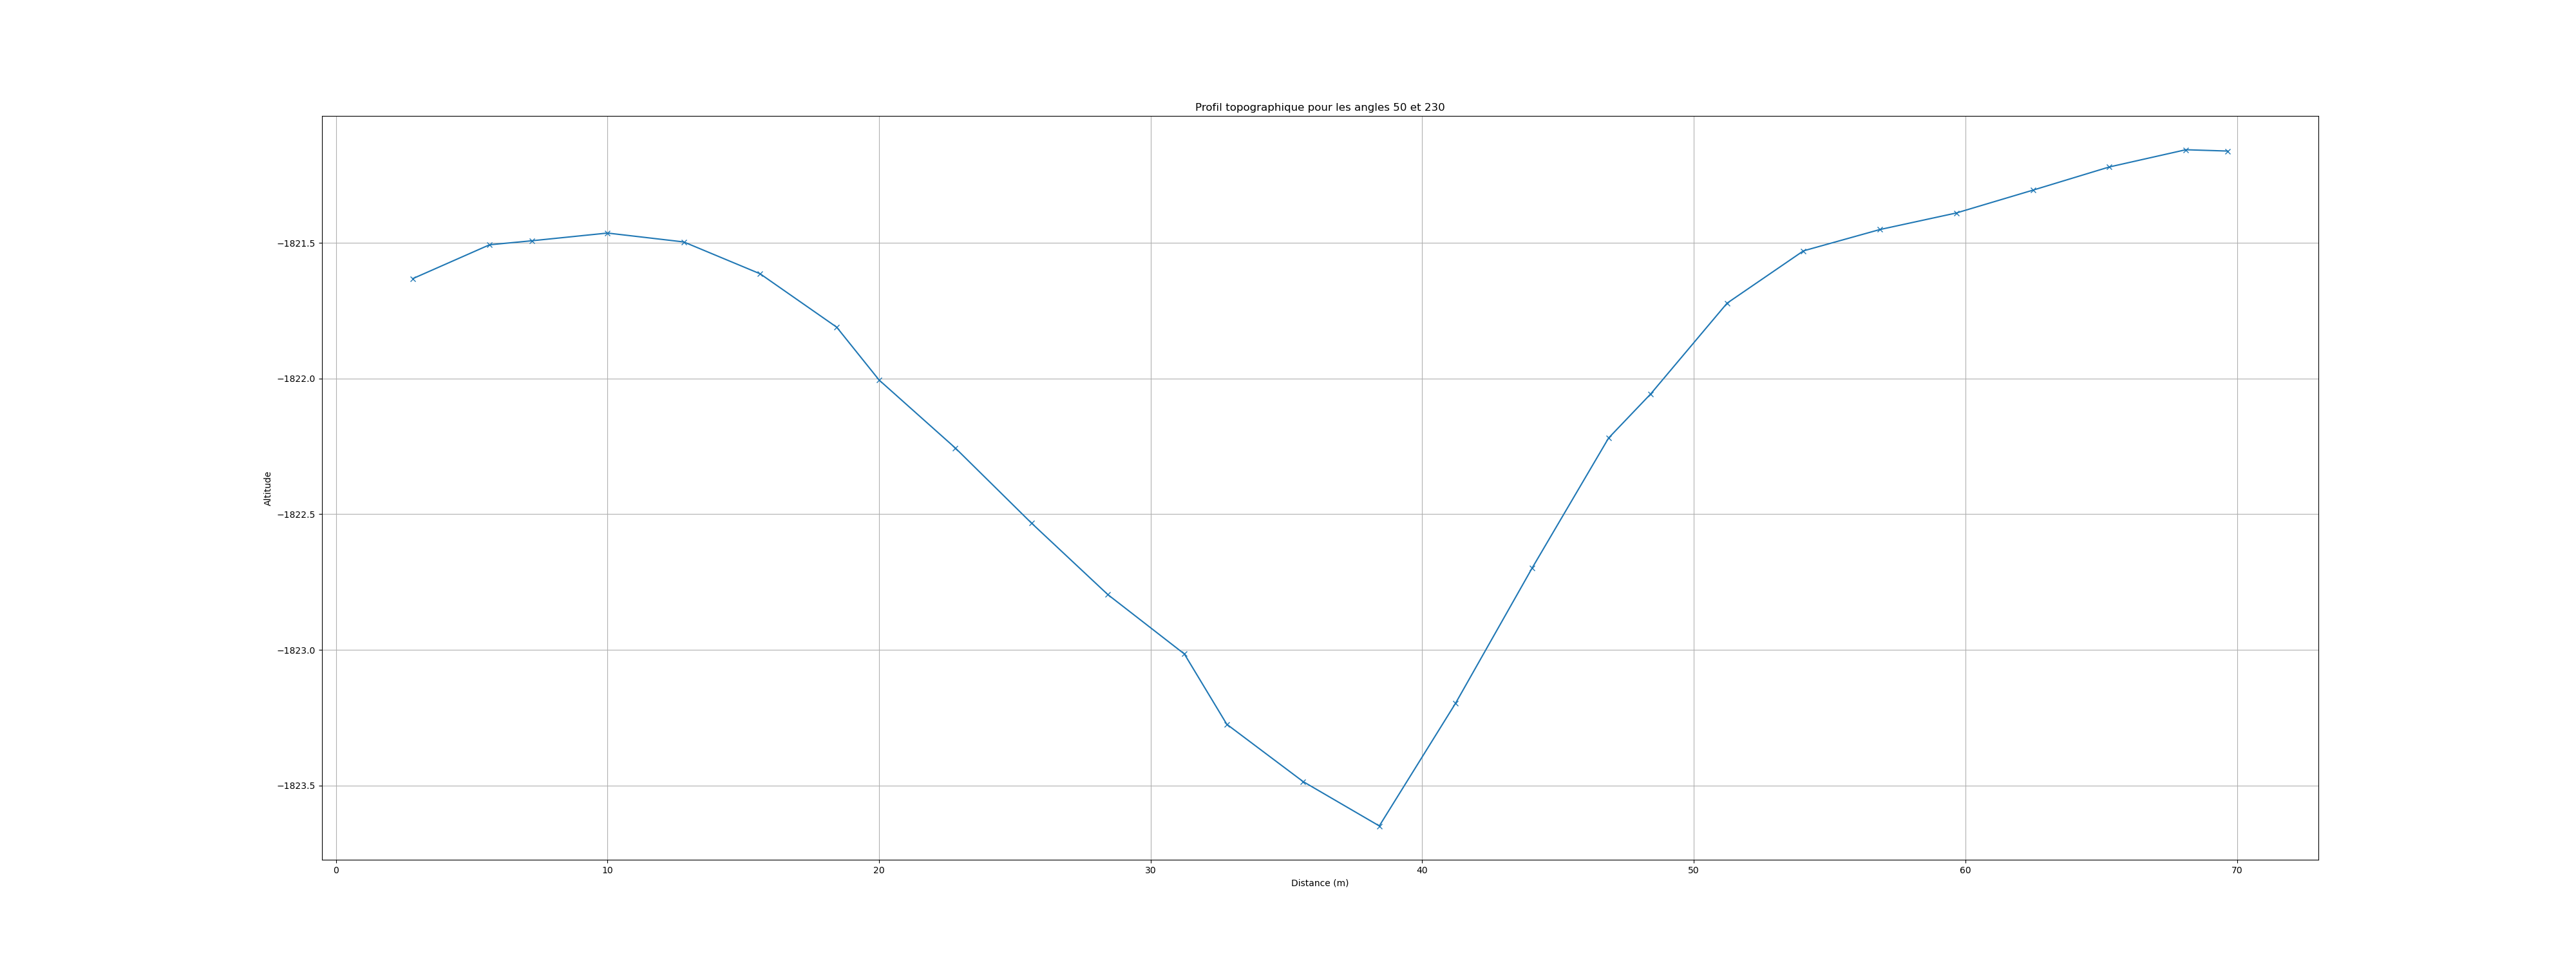 Profil topographique pour les angles 50 et 230
Altitude
−1821.5
−1822.0
−1822.5
−1823.0
−1823.5
0 10 20 30 40 50 60 70
Distance (m)